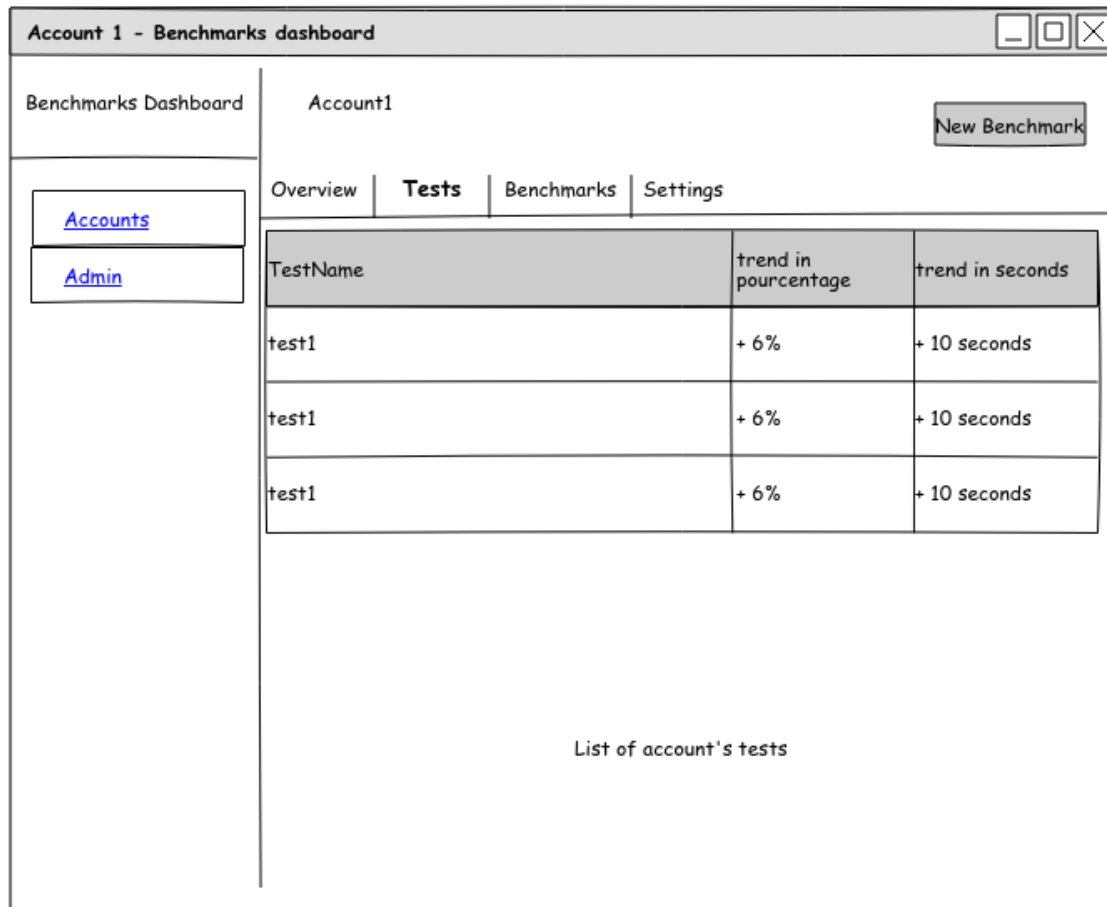 Account 1 - Benchmarks dashboard
Benchmarks Dashboard
Account1
New Benchmark
Accounts
Admin
Overview
Tests
Benchmarks
Settings
TestName
trend in
pourcentage
trend in seconds
test1
+ 6%
+ 10 seconds
test1
+ 6%
+ 10 seconds
test1
+ 6%
+ 10 seconds
List of account's tests